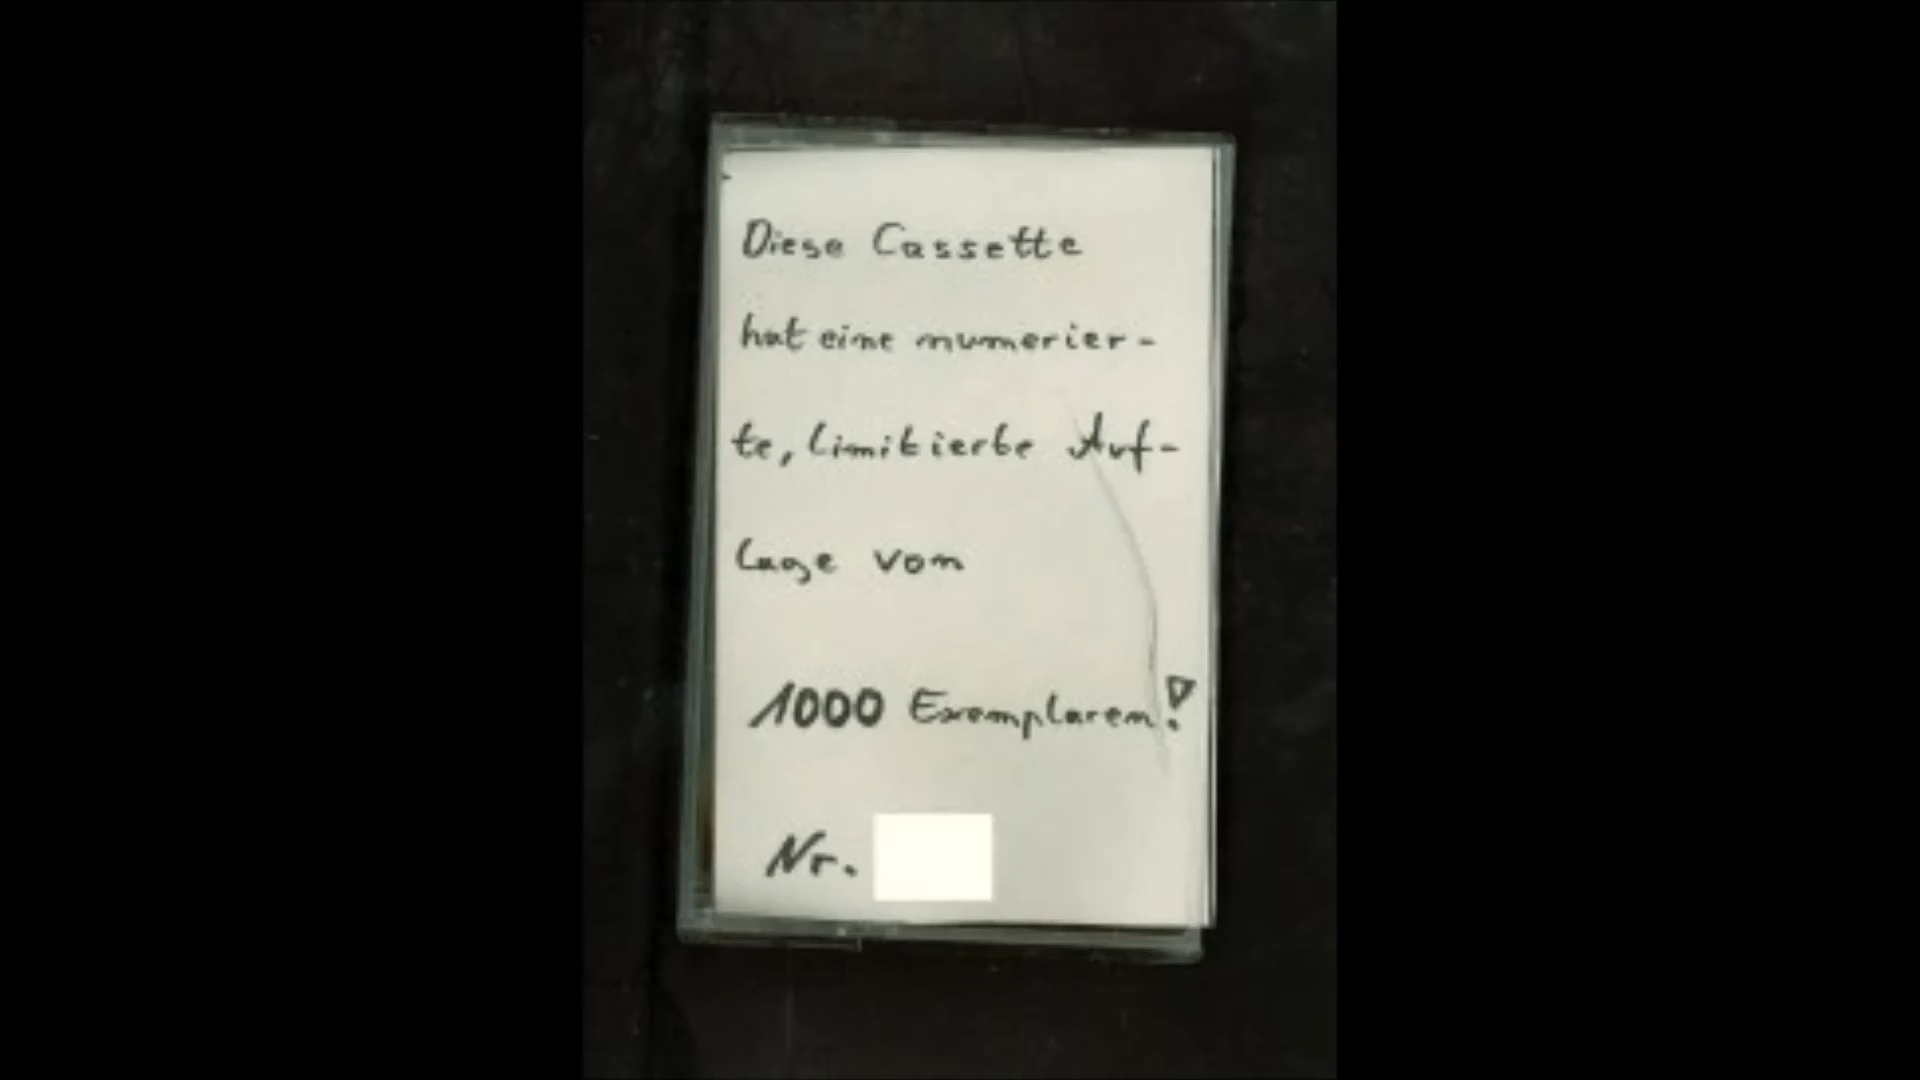 Diese Cassette
hat eine numerier-
te, limitierte Auf-
lage von
1000 Exemplaren!
Nr.